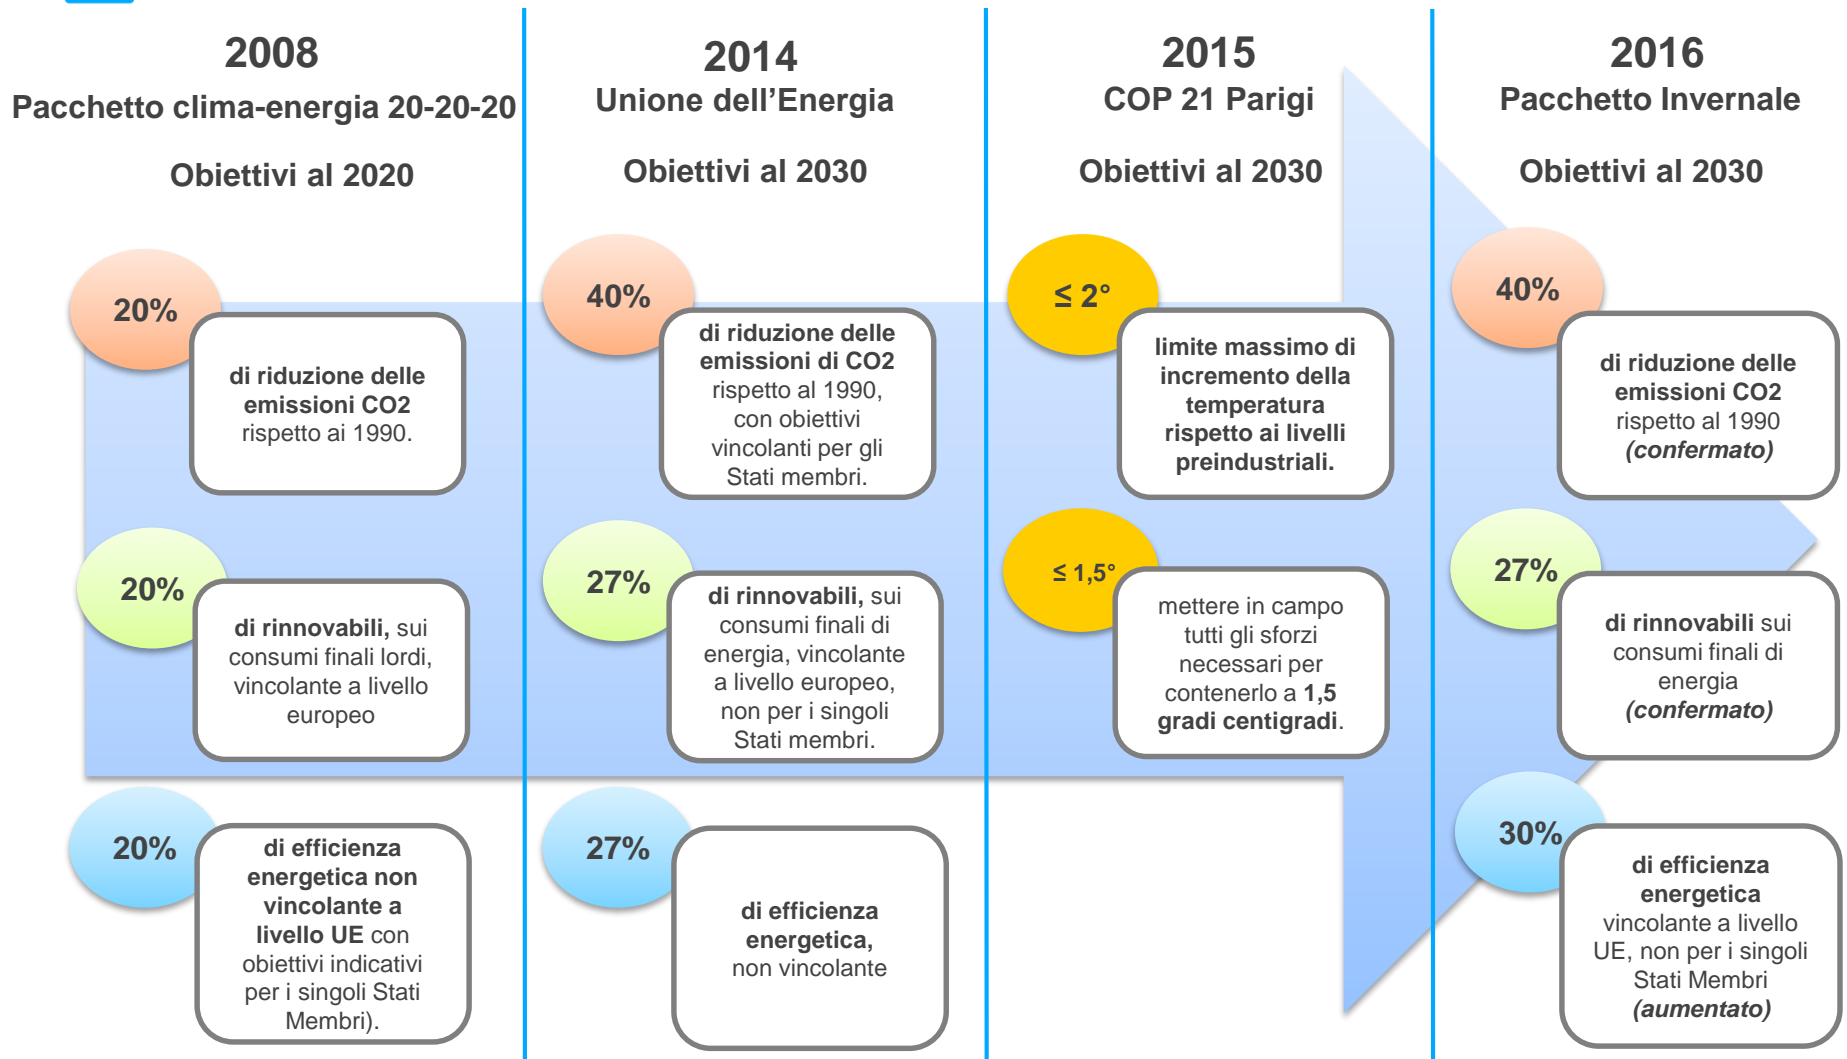 2008
Pacchetto clima-energia 20-20-20
Obiettivi al 2020
20%
di riduzione delle
emissioni CO2
rispetto ai 1990.
20%
di rinnovabili, sui
consumi finali lordi,
vincolante a livello
europeo
20%
di efficienza
energetica non
vincolante a
livello UE con
obiettivi indicativi
per i singoli Stati
Membri).
2014
Unione dell’Energia
Obiettivi al 2030
40%
di riduzione delle
emissioni di CO2
rispetto al 1990,
con obiettivi
vincolanti per gli
Stati membri.
27%
di rinnovabili, sui
consumi finali di
energia, vincolante
a livello europeo,
non per i singoli
Stati membri.
27%
di efficienza
energetica,
non vincolante
2015
COP 21 Parigi
Obiettivi al 2030
≤ 2°
limite massimo di
incremento della
temperatura
rispetto ai livelli
preindustriali.
≤ 1,5°
mettere in campo
tutti gli sforzi
necessari per
contenerlo a 1,5
gradi centigradi.
2016
Pacchetto Invernale
Obiettivi al 2030
40%
di riduzione delle
emissioni CO2
rispetto al 1990
(confermato)
27%
di rinnovabili sui
consumi finali di
energia
(confermato)
30%
di efficienza
energetica
vincolante a livello
UE, non per i singoli
Stati Membri
(aumentato)